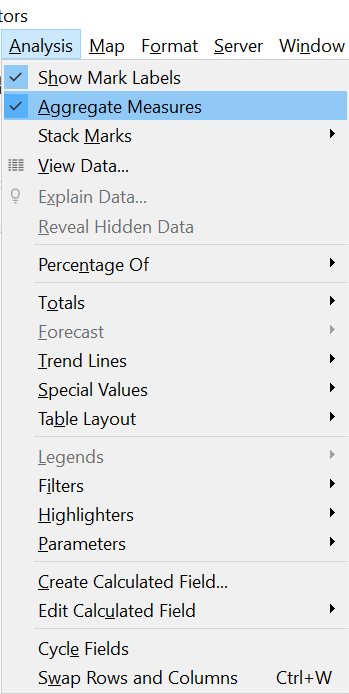 tors
Analysis Map Format Server Window
Show Mark Labels
Aggregate Measures
Stack Marks
View Data...
Explain Data...
Reveal Hidden Data
Percentage Of
Totals
Forecast
Trend Lines
Special Values
Table Layout
Legends
Filters
Highlighters
Parameters
Create Calculated Field...
Edit Calculated Field
Cycle Fields
Swap Rows and Columns Ctrl+W